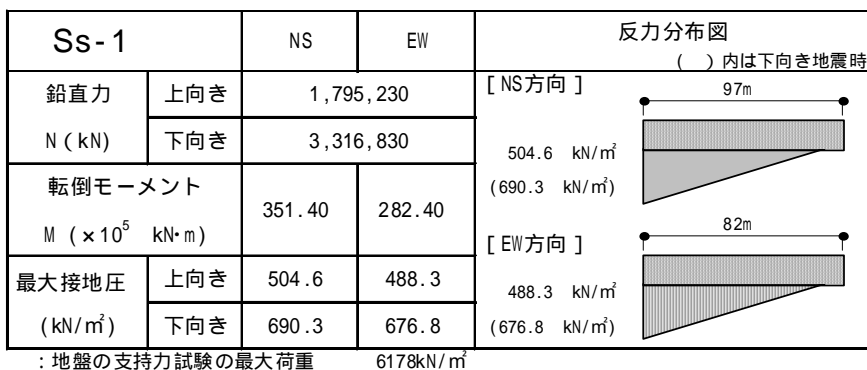 Ss-1 NS EW 反力分布図
( )内は下向き地震時
鉛直力 上向き 1,795,230
N(kN) 下向き 3,316,830
転倒モーメント 351.40 282.40
M (×10⁵ kN・m)
最大接地圧 上向き 504.6 488.3
(kN/㎡) 下向き 690.3 676.8
[NS方向]
97m
504.6 kN/㎡
(690.3 kN/㎡)
[EW方向]
82m
488.3 kN/㎡
(676.8 kN/㎡)
:地盤の支持力試験の最大荷重 6178kN/㎡